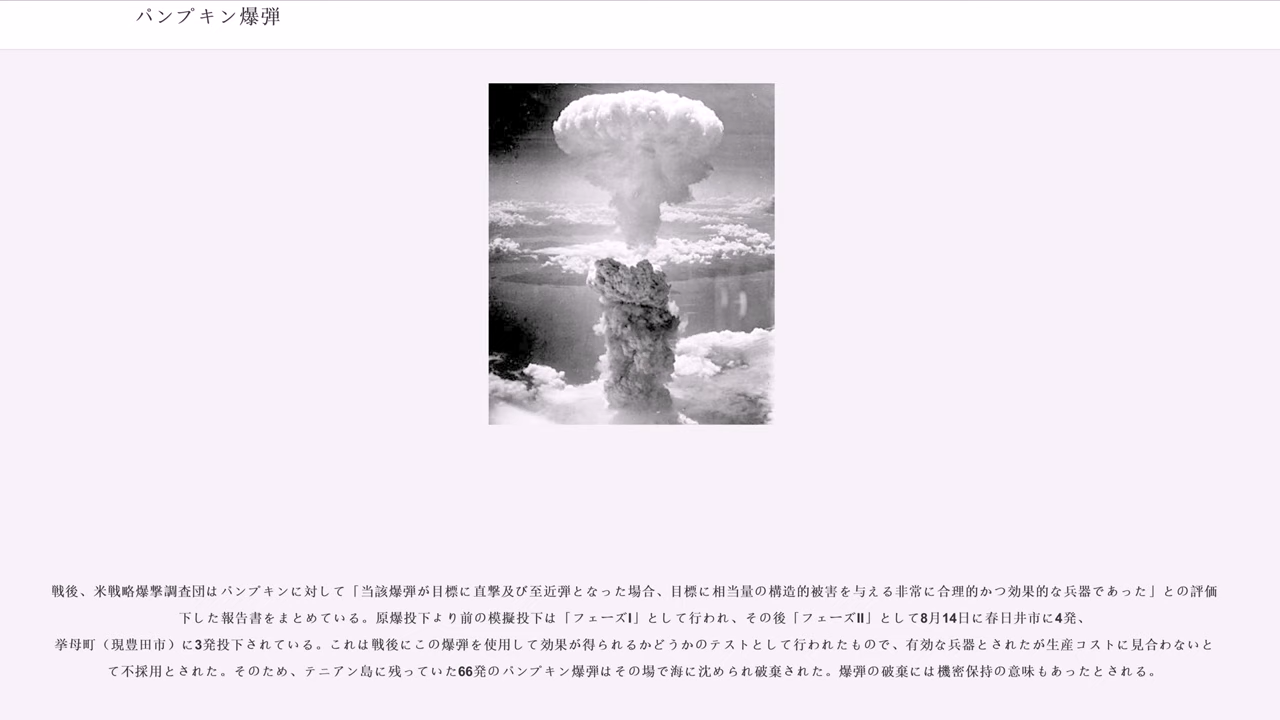 パンプキン爆弾
戦後、米戦略爆撃調査団はパンプキンに対して「当該爆弾が目標に直撃及び至近弾となった場合、目標に相当量の構造的被害を与える非常に合理的かつ効果的な兵器であった」との評価
下した報告書をまとめている。原爆投下より前の模擬投下は「フェーズI」として行われ、その後「フェーズII」として8月14日に春日井市に4発、
挙母町（現豊田市）に3発投下されている。これは戦後にこの爆弾を使用して効果が得られるかどうかのテストとして行われたもので、有効な兵器とされたが生産コストに見合わないと
て不採用とされた。そのため、テニアン島に残っていた66発のパンプキン爆弾はその場で海に沈められ破棄された。爆弾の破棄には機密保持の意味もあったとされる。